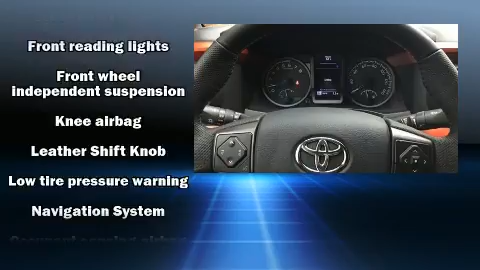 Front reading lights
Front wheel
independent suspension
Knee airbag
Leather Shift Knob
Low tire pressure warning
Navigation System